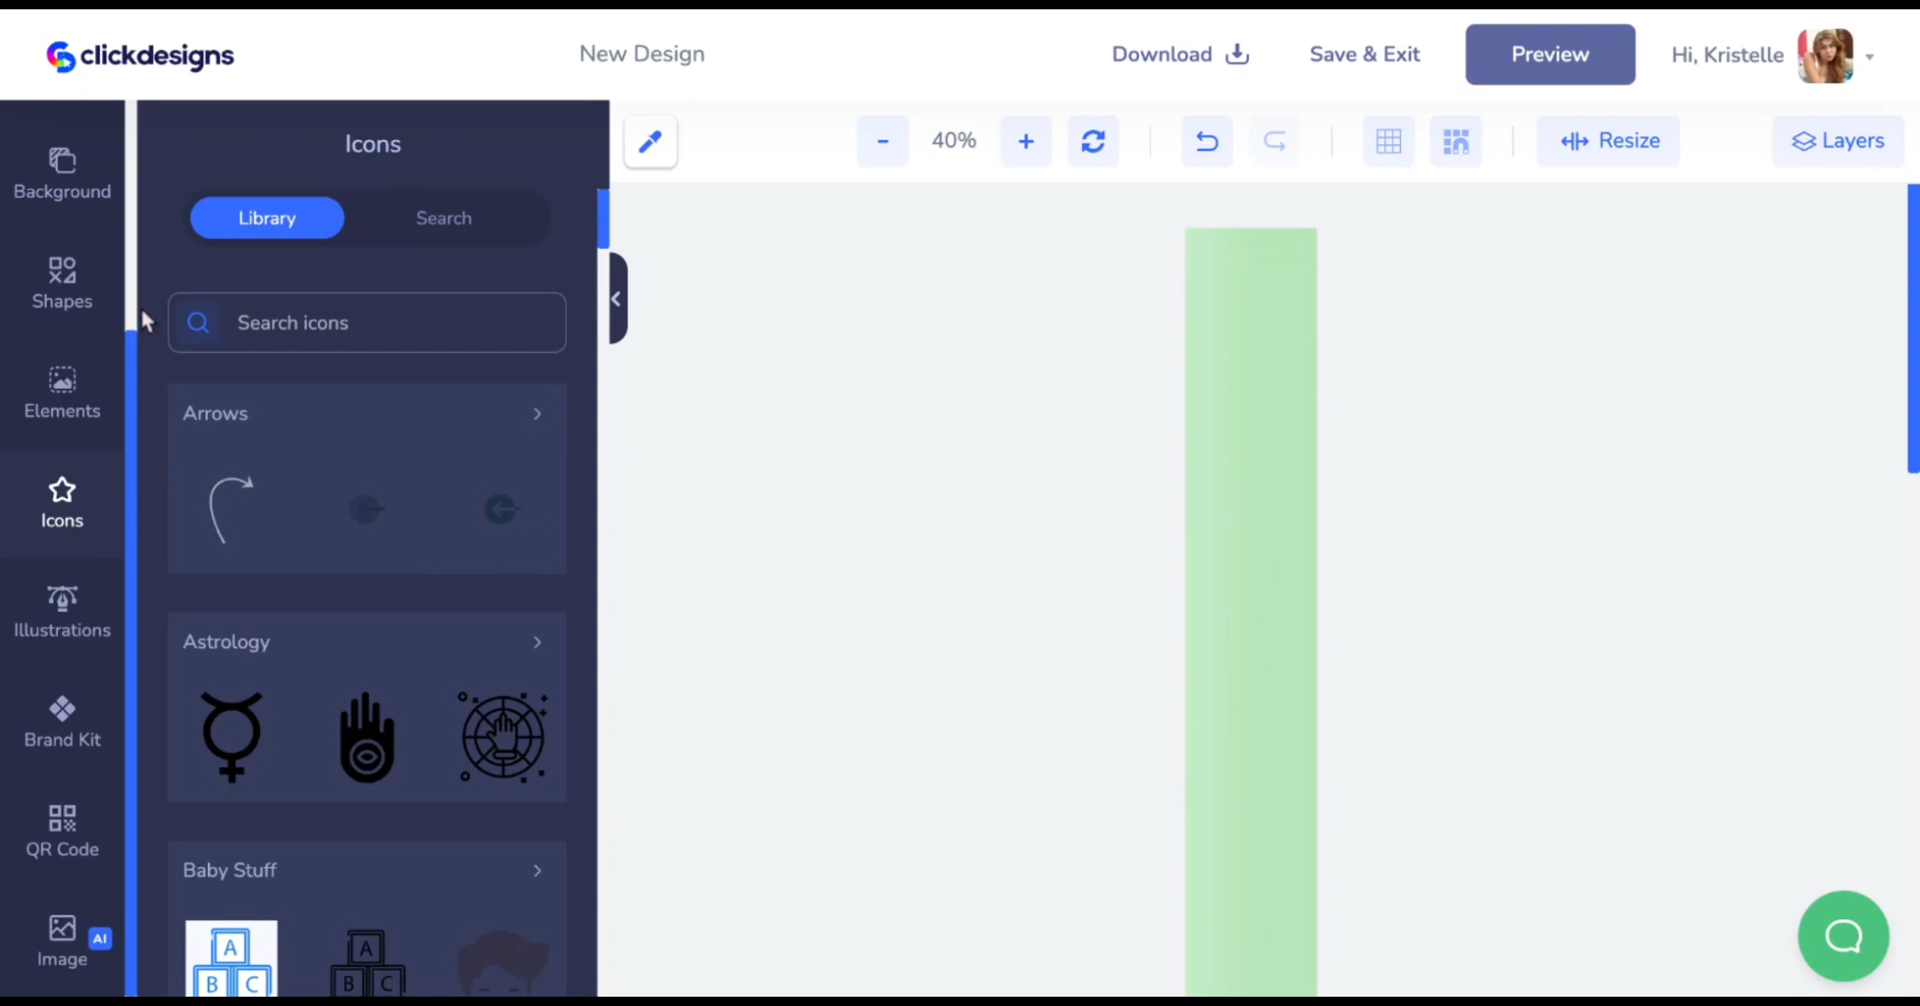 clickdesigns
New Design
Download
Save & Exit
Preview
Hi, Kristelle
Background
Shapes
Elements
Icons
Illustrations
Brand Kit
QR Code
Image
AI
Icons
Library
Search
Search icons
Arrows
Astrology
Baby Stuff
A
B C
A
B C
-
40%
+
Resize
Layers